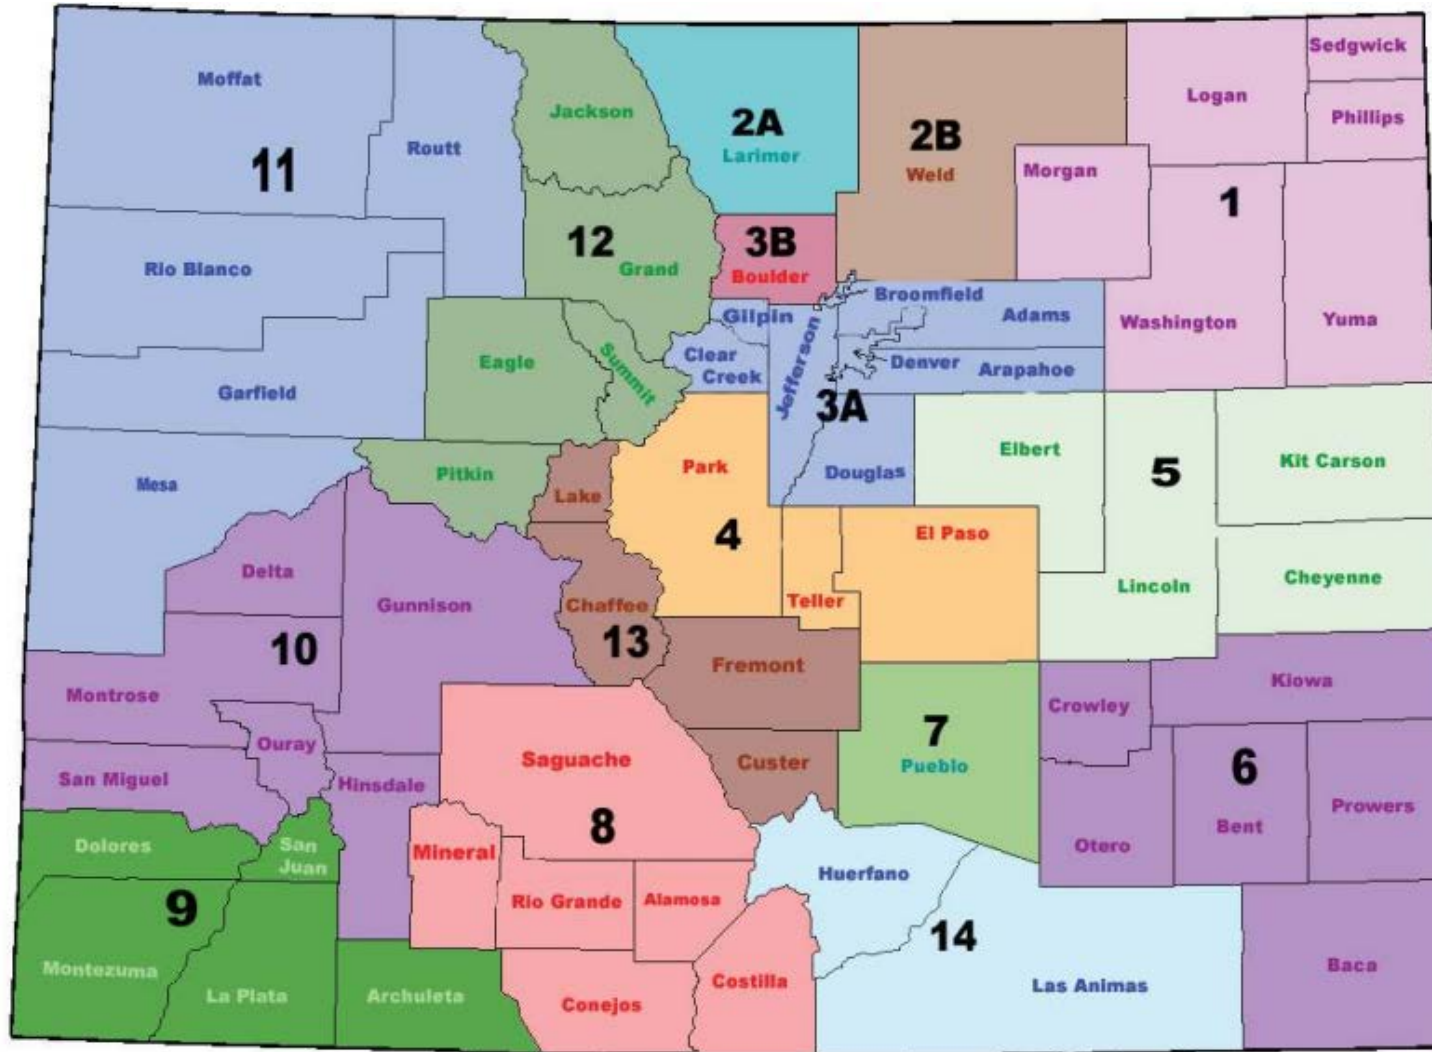 Moffat
Routt
11
Rio Blanco
Garfield
Mesa
Jackson
12
Grand
Eagle
Summit
Pitkin
2A
Larimer
2B
Weld
3B
Boulder
Logan
Sedgwick
Phillips
Morgan
1
Washington
Yuma
Gilpin
Clear
Creek
Jefferson
Broomfield
Adams
Denver
Arapahoe
3A
Douglas
Park
4
Teller
El Paso
Elbert
5
Kit Carson
Lincoln
Cheyenne
Lake
Chaffee
13
Fremont
Custer
Delta
Gunnison
10
Montrose
Ouray
San Miguel
Hinsdale
Saguache
8
Mineral
Rio Grande
Alamosa
Conejos
Costilla
7
Pueblo
Crowley
Kiowa
6
Otero
Bent
Prowers
Baca
Dolores
San
Juan
9
Montezuma
La Plata
Archuleta
Huerfano
14
Las Animas